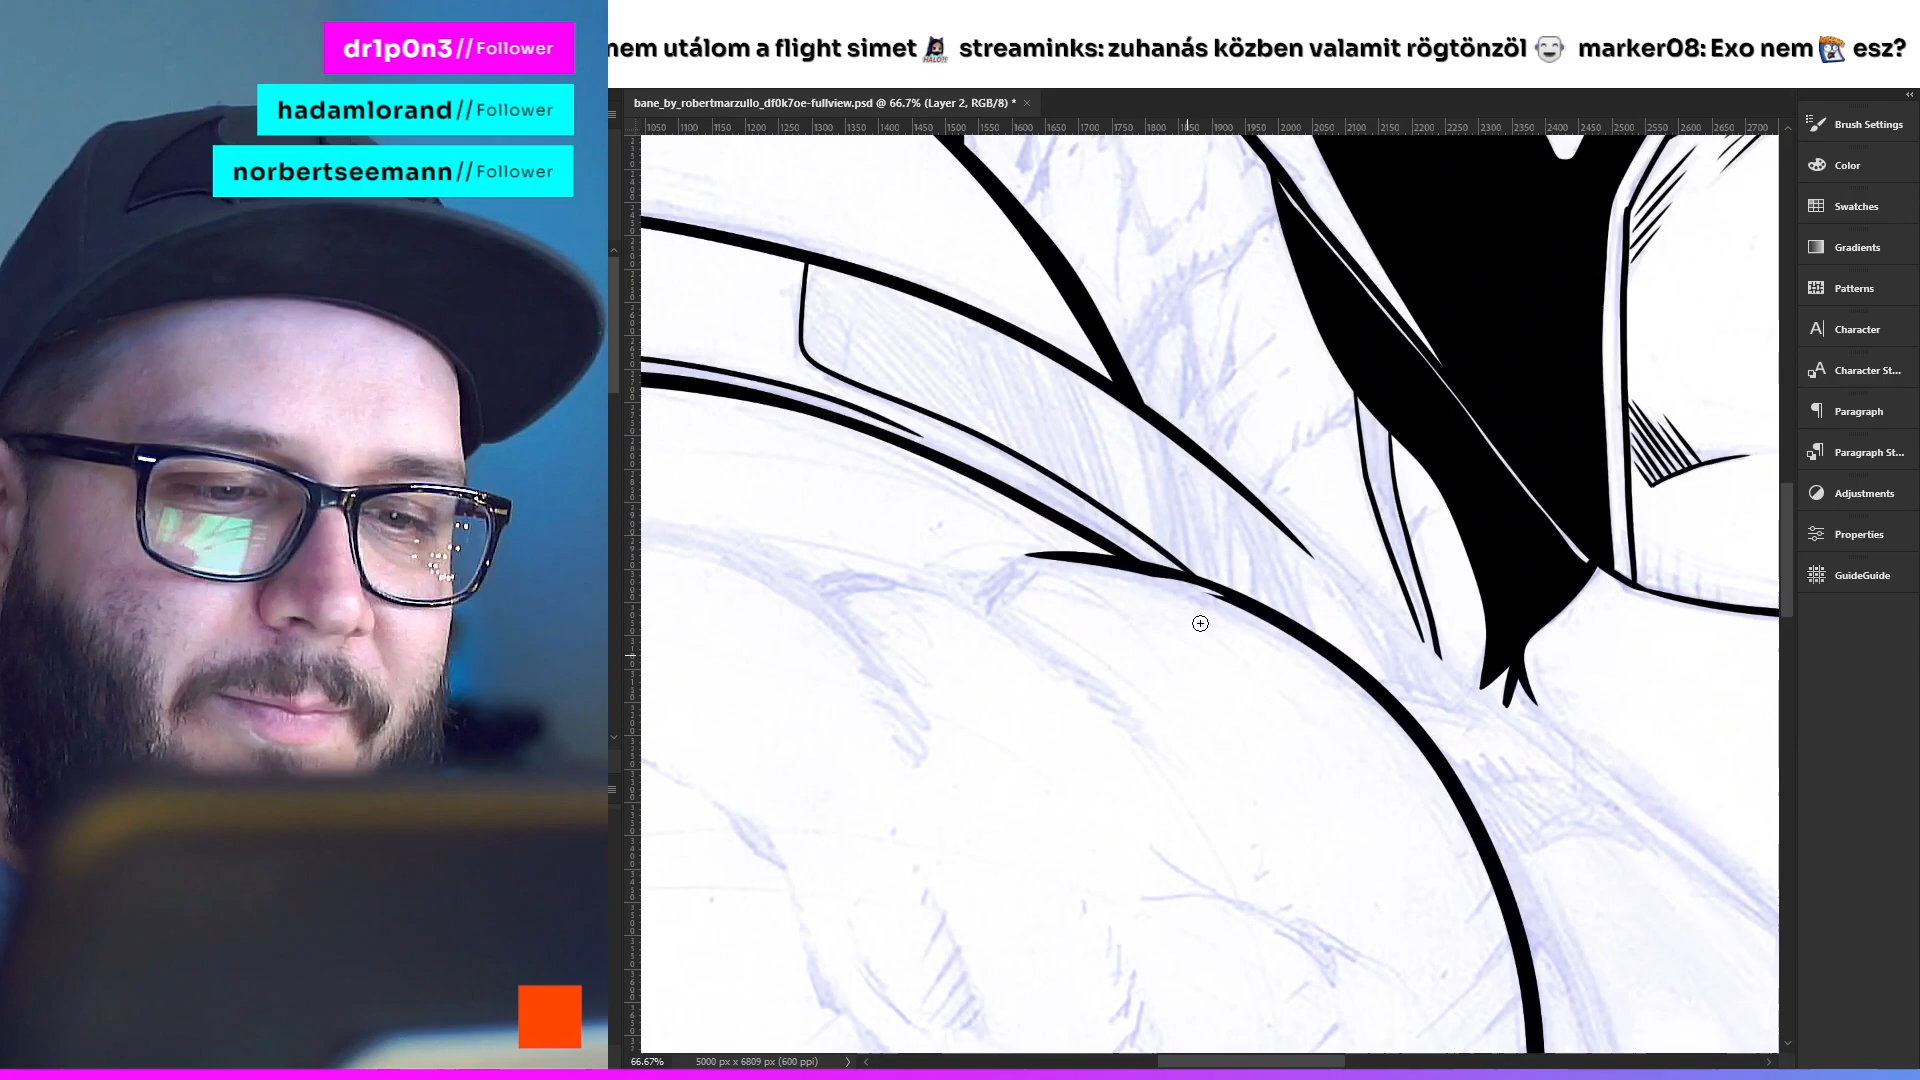 dr1p0n3//Follower
hadamlorand//Follower
norbertseemann//Follower
nem utálom a flight simet HALO?! streaminks: zuhanás közben valamit rögtönzöl marker08: Exo nem esz?
bane_by_robertmarzullo_df0k7oe-fullview.psd @ 66.7% (Layer 2, RGB/8) * ×
1050 1100 1150 1200 1250 1300 1350 1400 1450 1500 1550 1600 1650 1700 1750 1800 1850 1900 1950 2000 2050 2100 2150 2200 2250 2300 2350 2400 2450 2500 2550 2600 2650 2700
Brush Settings
Color
Swatches
Gradients
Patterns
Character
Character St...
Paragraph
Paragraph St...
Adjustments
Properties
GuideGuide
66.67% 5000 px x 6809 px (600 ppi)